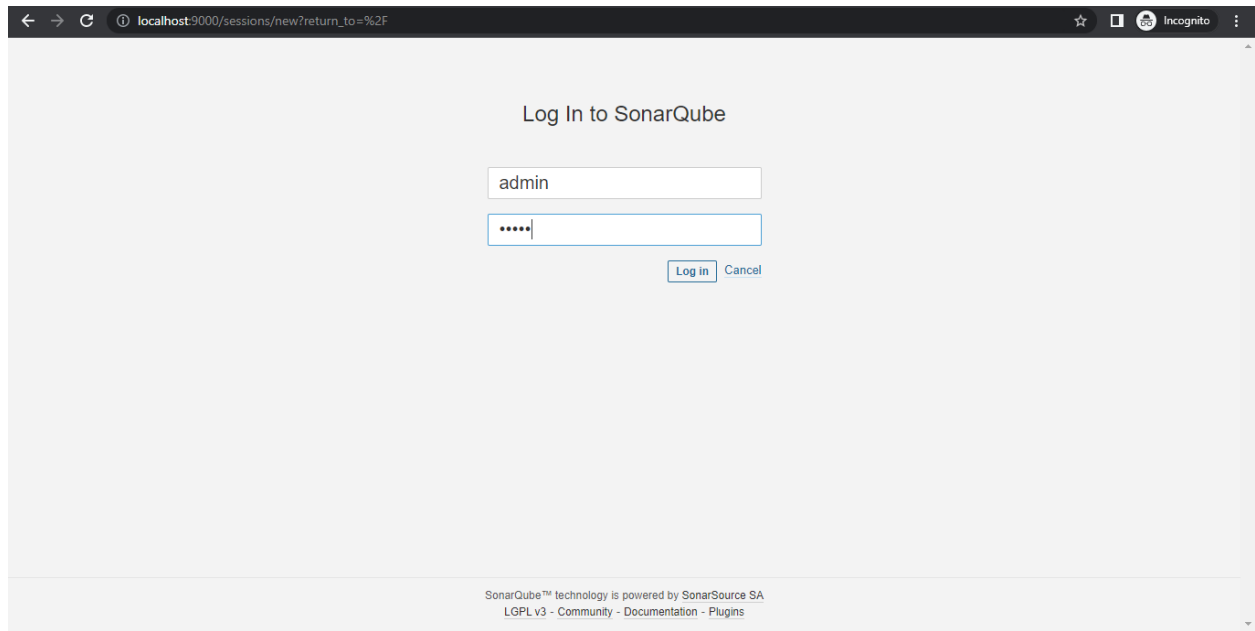 localhost:9000/sessions/new?return_to=%2F
Incognito
Log In to SonarQube
admin
•••••
Log in Cancel
SonarQube™ technology is powered by SonarSource SA
LGPL v3 - Community - Documentation - Plugins